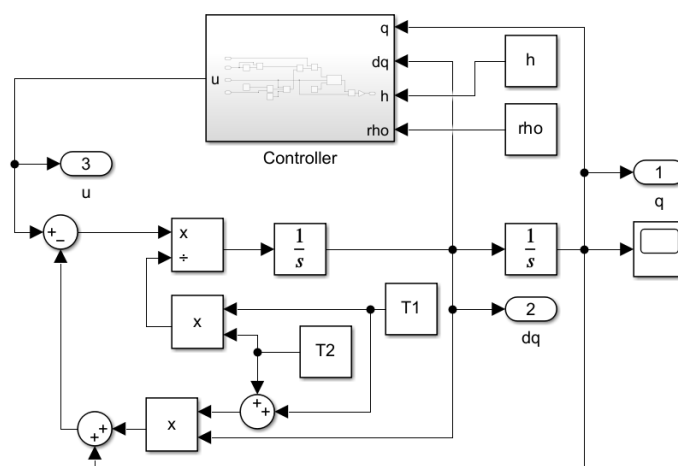 q
dq
h
rho
u
Controller
h
rho
3
u
1
q
+
−
x
÷
1
s
1
s
T1
x
T2
2
dq
+
+
x
+
+